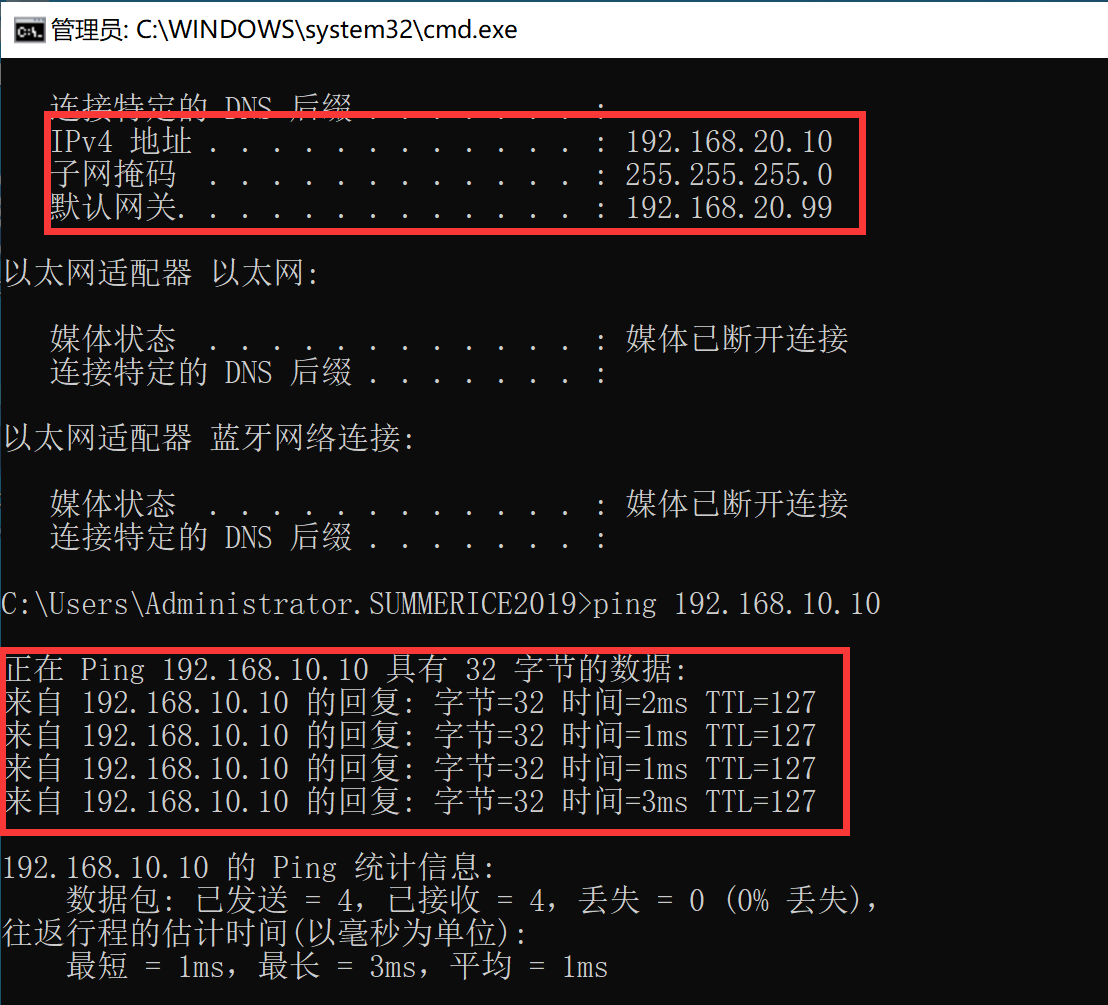 管理员: C:\WINDOWS\system32\cmd.exe
连接特定的 DNS 后缀 . . . . . . . :
IPv4 地址 . . . . . . . . . . . . : 192.168.20.10
子网掩码  . . . . . . . . . . . . : 255.255.255.0
默认网关. . . . . . . . . . . . . : 192.168.20.99
以太网适配器 以太网:
媒体状态  . . . . . . . . . . . . : 媒体已断开连接
连接特定的 DNS 后缀 . . . . . . . :
以太网适配器 蓝牙网络连接:
媒体状态  . . . . . . . . . . . . : 媒体已断开连接
连接特定的 DNS 后缀 . . . . . . . :
C:\Users\Administrator.SUMMERICE2019>ping 192.168.10.10
正在 Ping 192.168.10.10 具有 32 字节的数据:
来自 192.168.10.10 的回复: 字节=32 时间=2ms TTL=127
来自 192.168.10.10 的回复: 字节=32 时间=1ms TTL=127
来自 192.168.10.10 的回复: 字节=32 时间=1ms TTL=127
来自 192.168.10.10 的回复: 字节=32 时间=3ms TTL=127
192.168.10.10 的 Ping 统计信息:
数据包: 已发送 = 4，已接收 = 4，丢失 = 0 (0% 丢失)，
往返行程的估计时间(以毫秒为单位):
最短 = 1ms，最长 = 3ms，平均 = 1ms